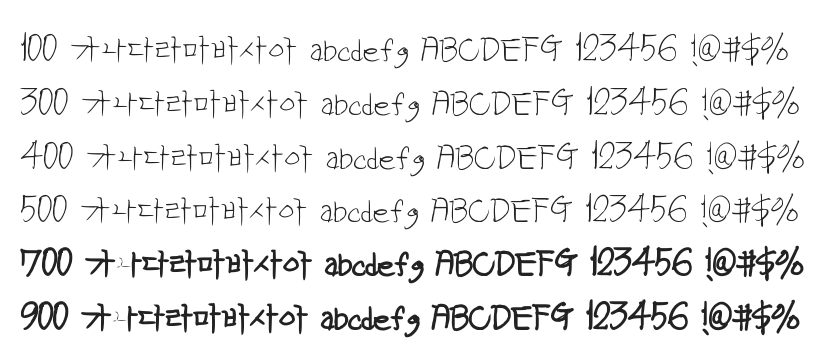 100 가나다라마바사아 abcdefg ABCDEFG 123456 !@#$%
300 가나다라마바사아 abcdefg ABCDEFG 123456 !@#$%
400 가나다라마바사아 abcdefg ABCDEFG 123456 !@#$%
500 가나다라마바사아 abcdefg ABCDEFG 123456 !@#$%
700 가나다라마바사아 abcdefg ABCDEFG 123456 !@#$%
900 가나다라마바사아 abcdefg ABCDEFG 123456 !@#$%